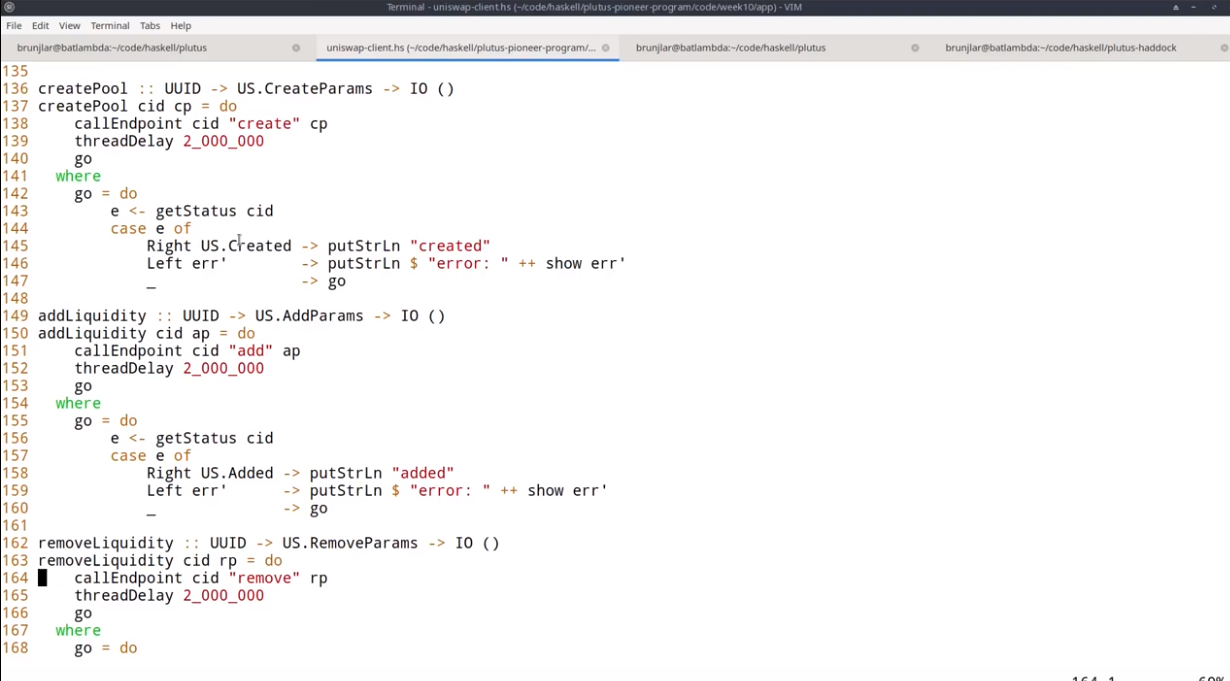 Terminal - uniswap-client.hs (~/code/haskell/plutus-pioneer-program/code/week10/app) - VIM
File Edit View Terminal Tabs Help
brunjlar@batlambda:~/code/haskell/plutus uniswap-client.hs (~/code/haskell/plutus-pioneer-program/... brunjlar@batlambda:~/code/haskell/plutus brunjlar@batlambda:~/code/haskell/plutus-haddock
135
136 createPool :: UUID -> US.CreateParams -> IO ()
137 createPool cid cp = do
138     callEndpoint cid "create" cp
139     threadDelay 2_000_000
140     go
141   where
142     go = do
143         e <- getStatus cid
144         case e of
145             Right US.Created -> putStrLn "created"
146             Left err'        -> putStrLn $ "error: " ++ show err'
147             _                -> go
148
149 addLiquidity :: UUID -> US.AddParams -> IO ()
150 addLiquidity cid ap = do
151     callEndpoint cid "add" ap
152     threadDelay 2_000_000
153     go
154   where
155     go = do
156         e <- getStatus cid
157         case e of
158             Right US.Added -> putStrLn "added"
159             Left err'      -> putStrLn $ "error: " ++ show err'
160             _              -> go
161
162 removeLiquidity :: UUID -> US.RemoveParams -> IO ()
163 removeLiquidity cid rp = do
164     callEndpoint cid "remove" rp
165     threadDelay 2_000_000
166     go
167   where
168     go = do